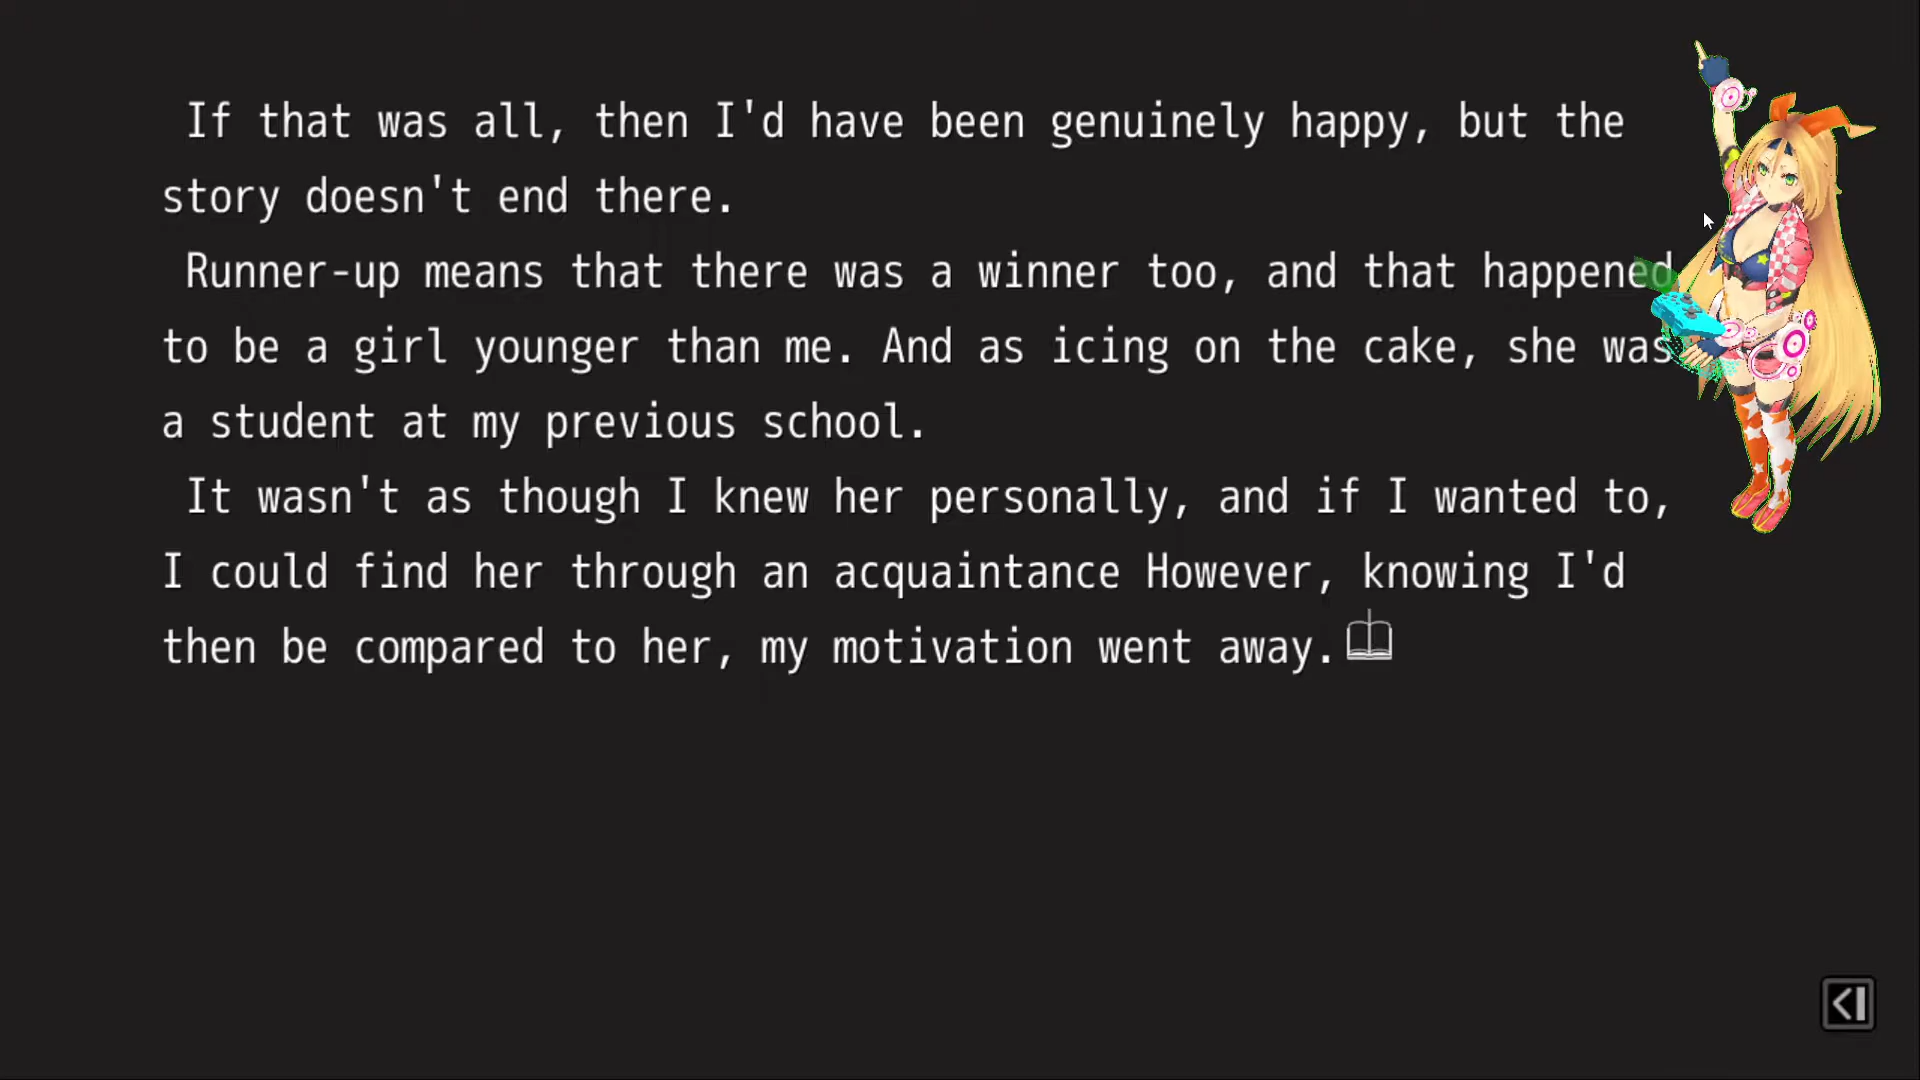 If that was all, then I'd have been genuinely happy, but the
story doesn't end there.
Runner-up means that there was a winner too, and that happened
to be a girl younger than me. And as icing on the cake, she was
a student at my previous school.
It wasn't as though I knew her personally, and if I wanted to,
I could find her through an acquaintance However, knowing I'd
then be compared to her, my motivation went away.